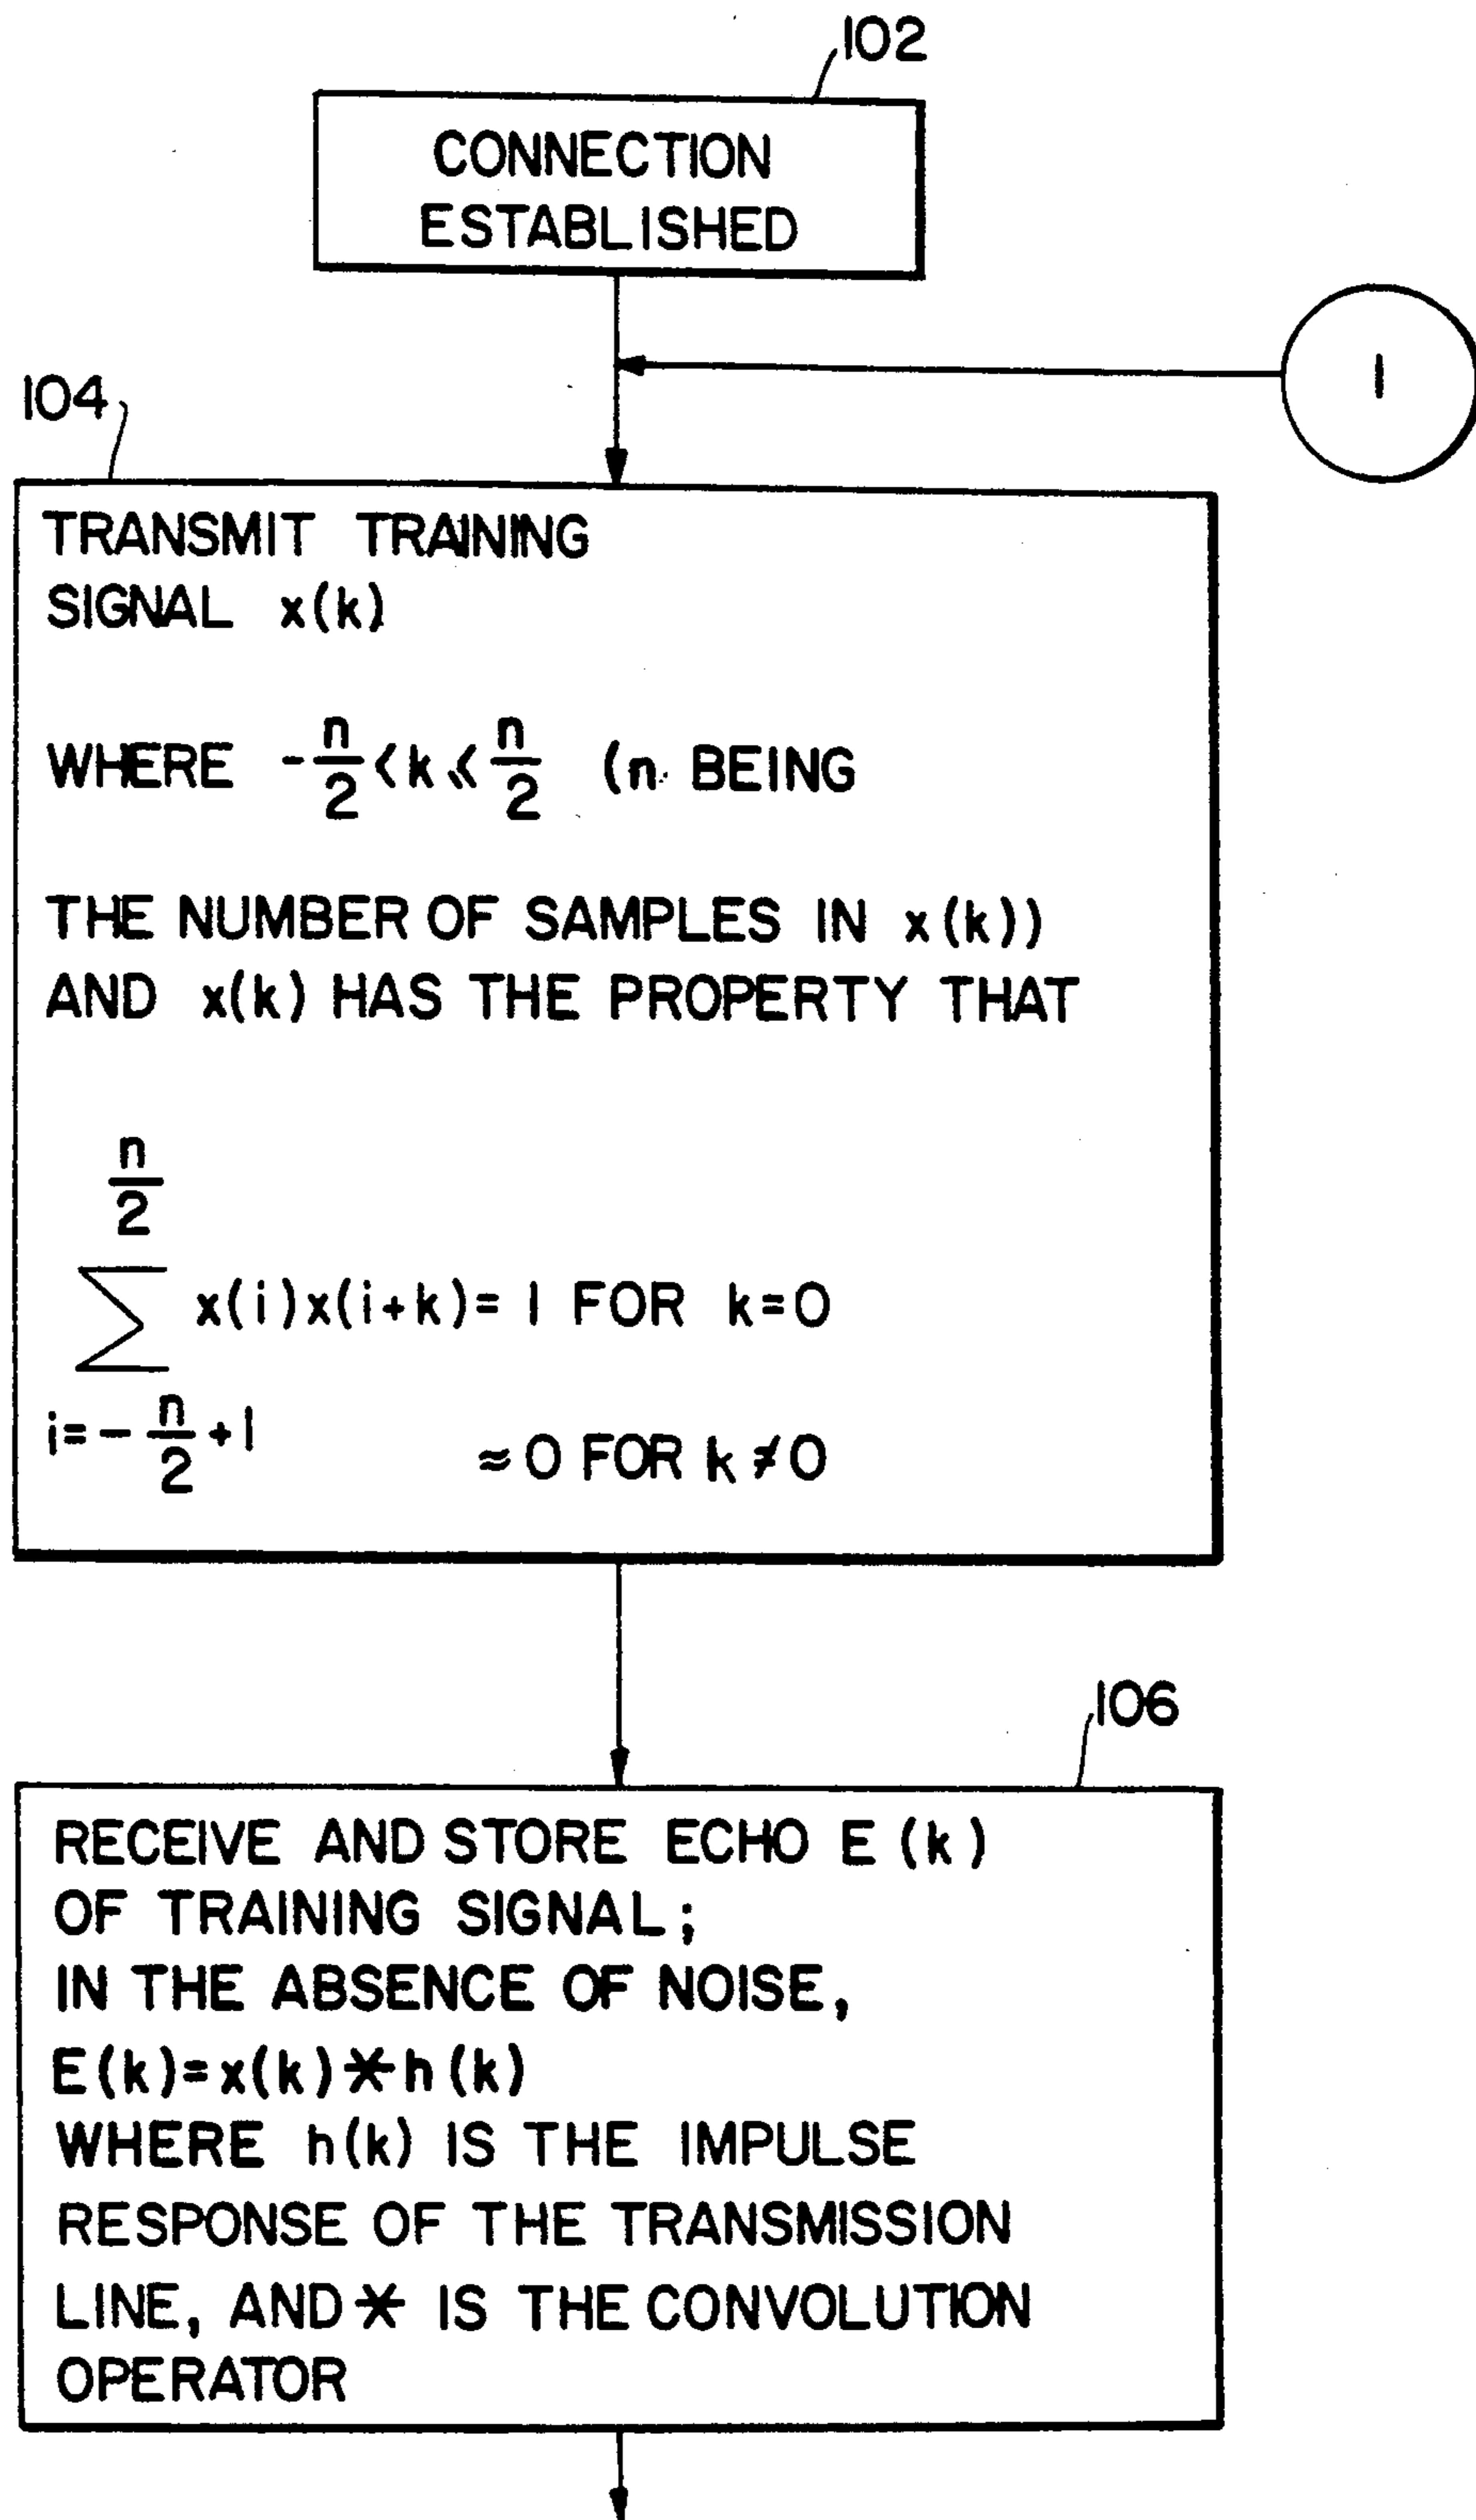 102
CONNECTION
ESTABLISHED
1
104
TRANSMIT TRAINING
SIGNAL x(k)
WHERE -n/2<k⩽n/2 (n BEING
THE NUMBER OF SAMPLES IN x(k))
AND x(k) HAS THE PROPERTY THAT
n/2
∑ x(i)x(i+k)=1 FOR k=0
i=-n/2+1 ≈0 FOR k≠0
106
RECEIVE AND STORE ECHO E(k)
OF TRAINING SIGNAL;
IN THE ABSENCE OF NOISE,
E(k)=x(k)*h(k)
WHERE h(k) IS THE IMPULSE
RESPONSE OF THE TRANSMISSION
LINE, AND * IS THE CONVOLUTION
OPERATOR